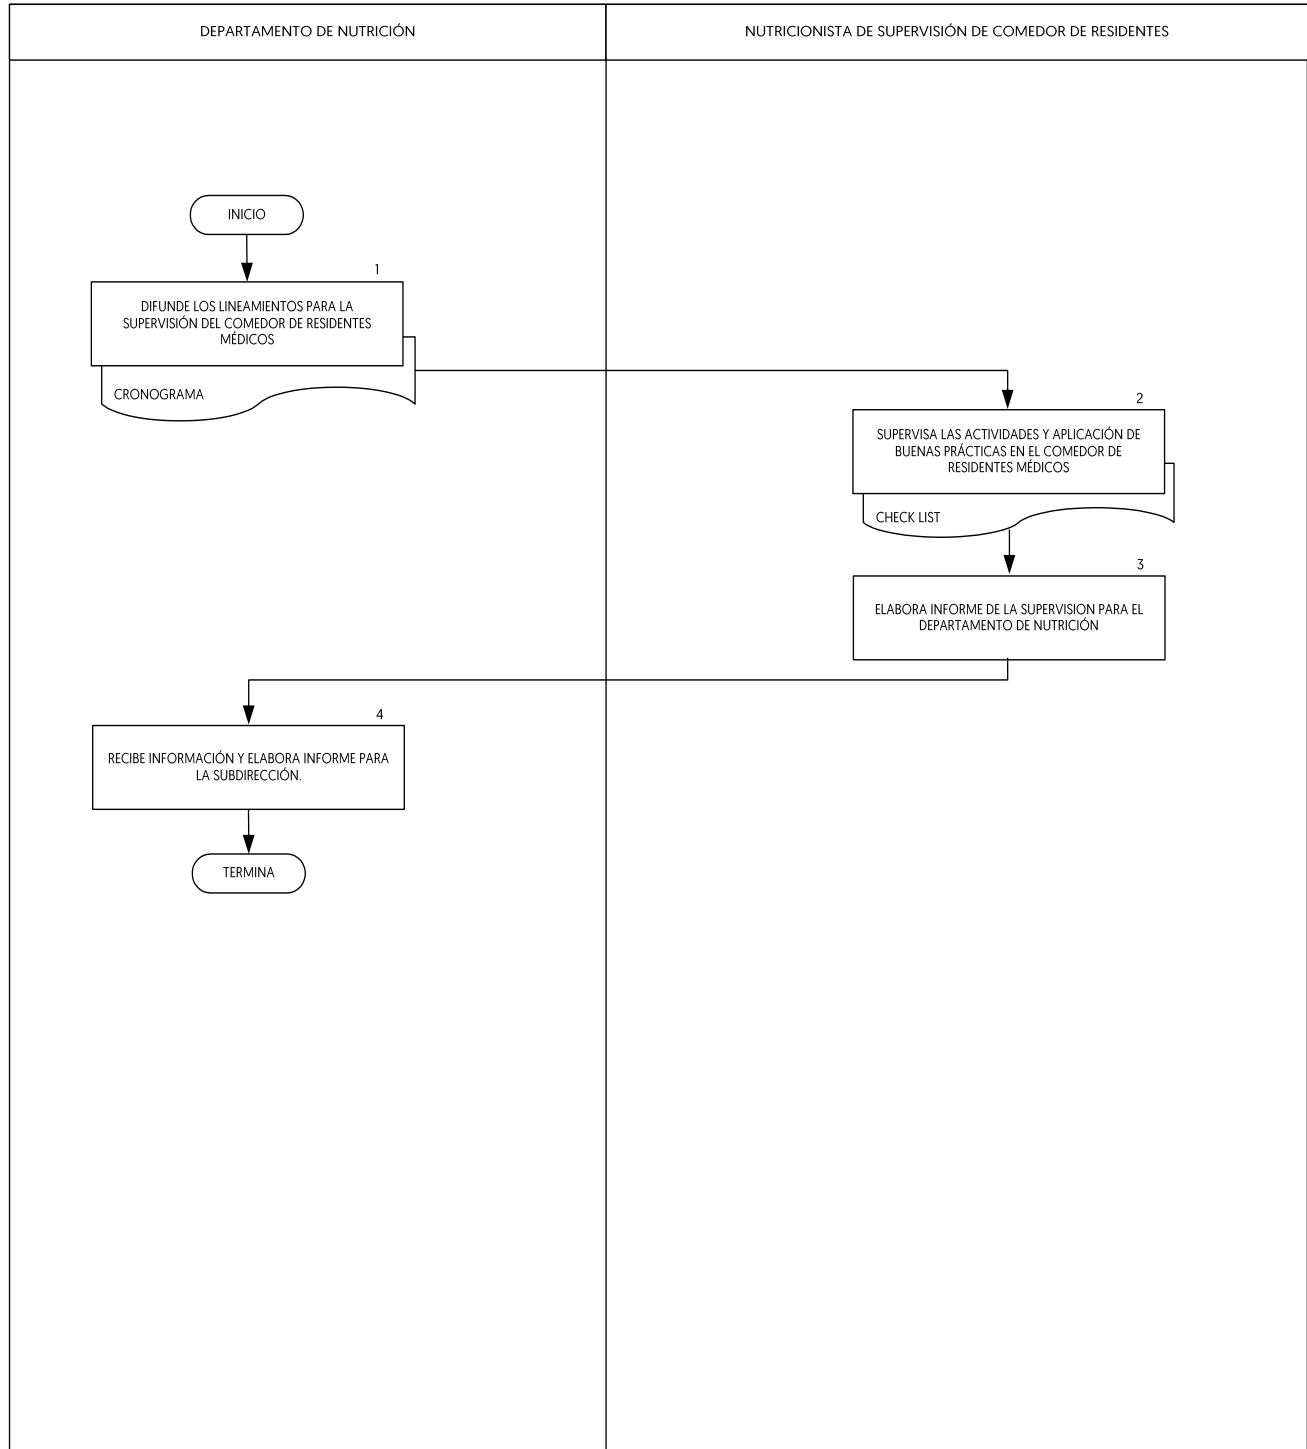 DEPARTAMENTO DE NUTRICIÓN
NUTRICIONISTA DE SUPERVISIÓN DE COMEDOR DE RESIDENTES
INICIO
1
DIFUNDE LOS LINEAMIENTOS PARA LA
SUPERVISIÓN DEL COMEDOR DE RESIDENTES
MÉDICOS
CRONOGRAMA
2
SUPERVISA LAS ACTIVIDADES Y APLICACIÓN DE
BUENAS PRÁCTICAS EN EL COMEDOR DE
RESIDENTES MÉDICOS
CHECK LIST
3
ELABORA INFORME DE LA SUPERVISION PARA EL
DEPARTAMENTO DE NUTRICIÓN
4
RECIBE INFORMACIÓN Y ELABORA INFORME PARA
LA SUBDIRECCIÓN.
TERMINA